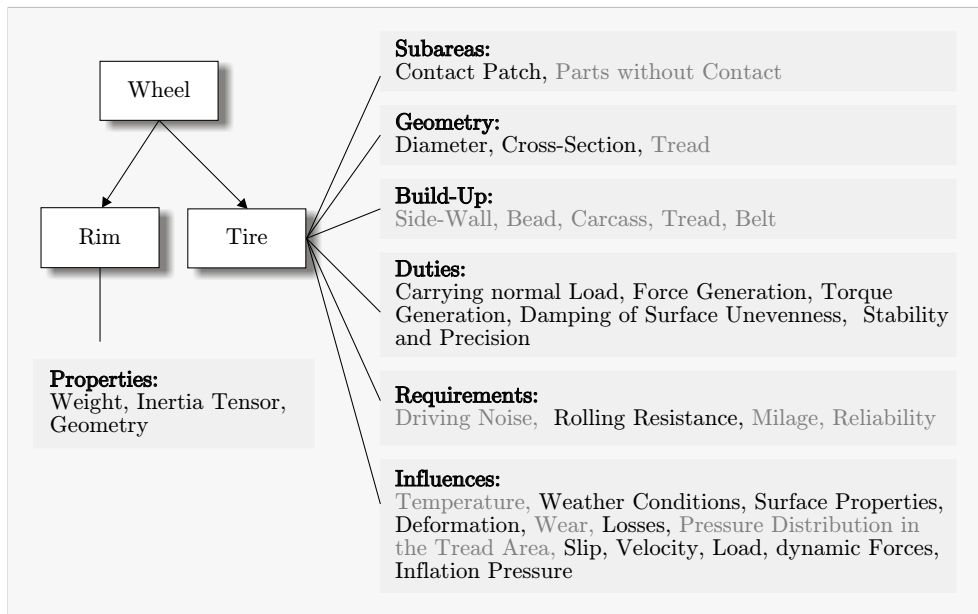 Wheel
Rim
Tire
Properties:
Weight, Inertia Tensor,
Geometry
Subareas:
Contact Patch, Parts without Contact
Geometry:
Diameter, Cross-Section, Tread
Build-Up:
Side-Wall, Bead, Carcass, Tread, Belt
Duties:
Carrying normal Load, Force Generation, Torque
Generation, Damping of Surface Unevenness, Stability
and Precision
Requirements:
Driving Noise, Rolling Resistance, Milage, Reliability
Influences:
Temperature, Weather Conditions, Surface Properties,
Deformation, Wear, Losses, Pressure Distribution in
the Tread Area, Slip, Velocity, Load, dynamic Forces,
Inflation Pressure